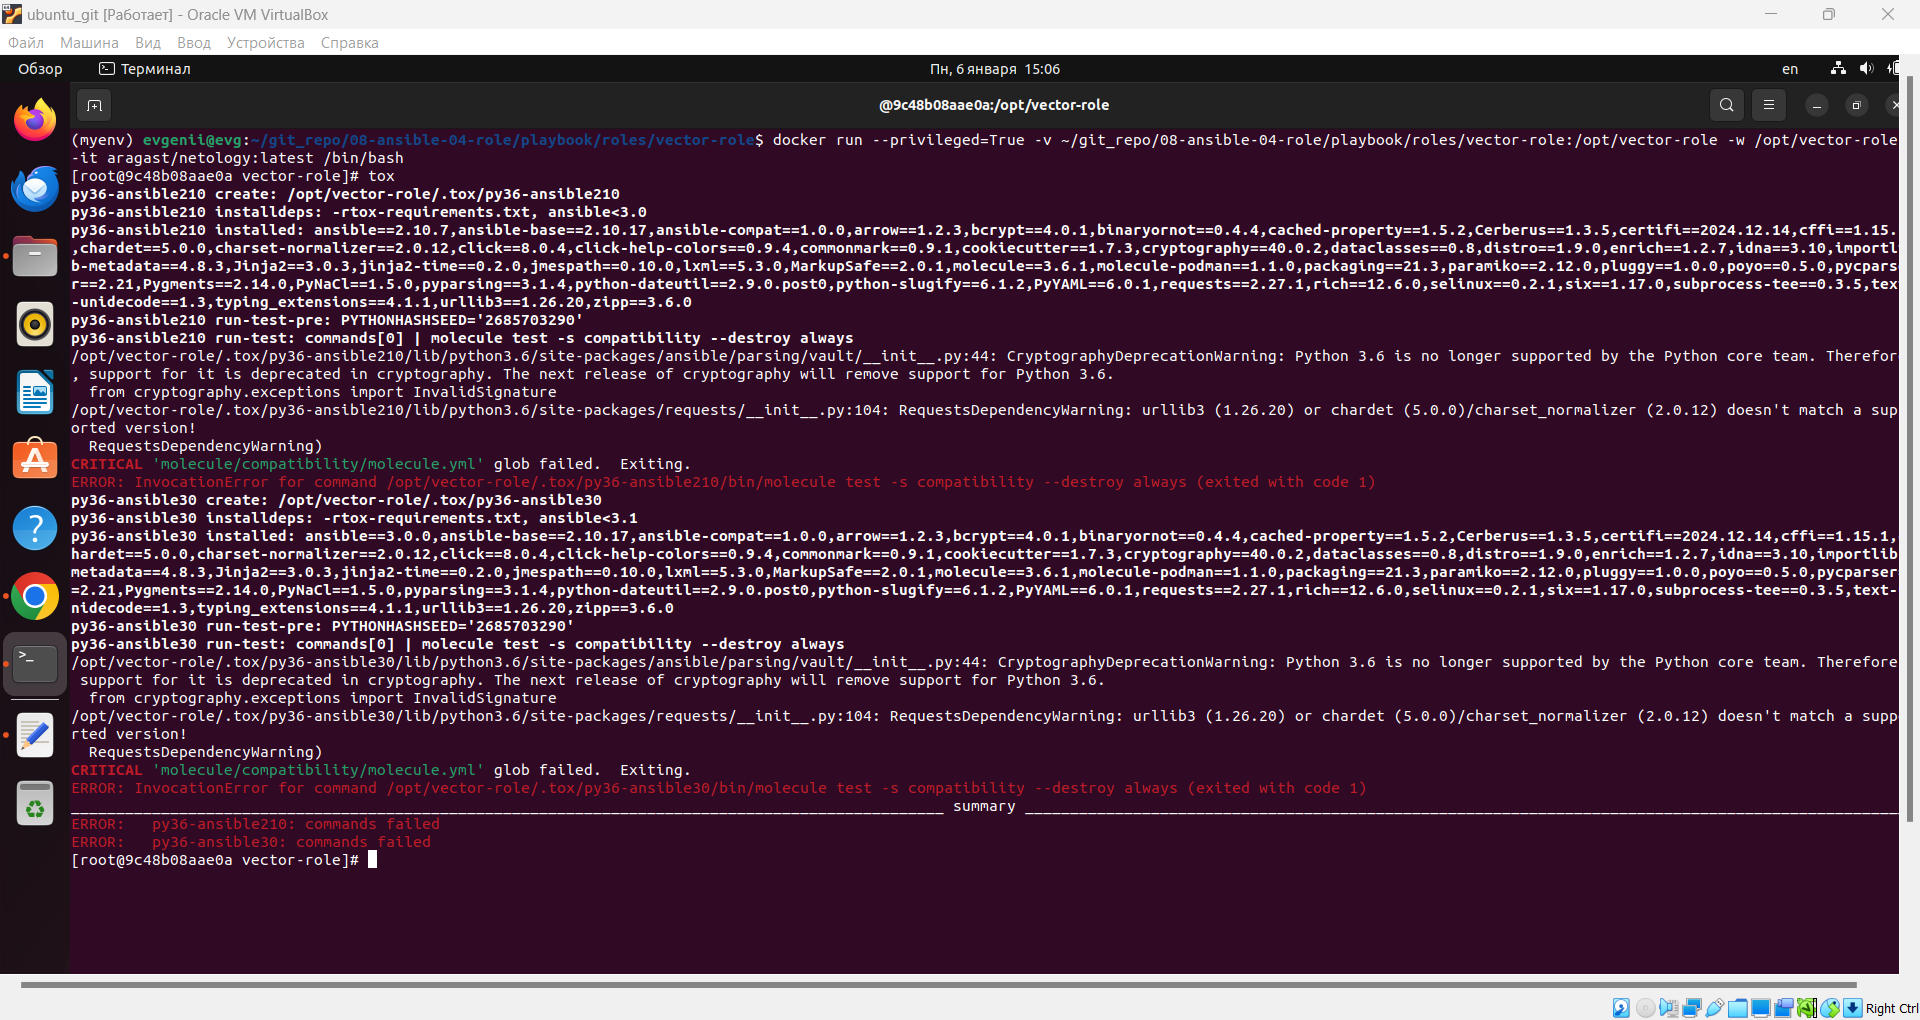 ubuntu_git [Работает] - Oracle VM VirtualBox
Файл Машина Вид Ввод Устройства Справка
Обзор Терминал Пн, 6 января 15:06 en
@9c48b08aae0a:/opt/vector-role
(myenv) evgenii@evg:~/git_repo/08-ansible-04-role/playbook/roles/vector-role$ docker run --privileged=True -v ~/git_repo/08-ansible-04-role/playbook/roles/vector-role:/opt/vector-role -w /opt/vector-role
-it aragast/netology:latest /bin/bash
[root@9c48b08aae0a vector-role]# tox
py36-ansible210 create: /opt/vector-role/.tox/py36-ansible210
py36-ansible210 installdeps: -rtox-requirements.txt, ansible<3.0
py36-ansible210 installed: ansible==2.10.7,ansible-base==2.10.17,ansible-compat==1.0.0,arrow==1.2.3,bcrypt==4.0.1,binaryornot==0.4.4,cached-property==1.5.2,Cerberus==1.3.5,certifi==2024.12.14,cffi==1.15.
,chardet==5.0.0,charset-normalizer==2.0.12,click==8.0.4,click-help-colors==0.9.4,commonmark==0.9.1,cookiecutter==1.7.3,cryptography==40.0.2,dataclasses==0.8,distro==1.9.0,enrich==1.2.7,idna==3.10,importl
b-metadata==4.8.3,Jinja2==3.0.3,jinja2-time==0.2.0,jmespath==0.10.0,lxml==5.3.0,MarkupSafe==2.0.1,molecule==3.6.1,molecule-podman==1.1.0,packaging==21.3,paramiko==2.12.0,pluggy==1.0.0,poyo==0.5.0,pycpars
r==2.21,Pygments==2.14.0,PyNaCl==1.5.0,pyparsing==3.1.4,python-dateutil==2.9.0.post0,python-slugify==6.1.2,PyYAML==6.0.1,requests==2.27.1,rich==12.6.0,selinux==0.2.1,six==1.17.0,subprocess-tee==0.3.5,tex
-unidecode==1.3,typing_extensions==4.1.1,urllib3==1.26.20,zipp==3.6.0
py36-ansible210 run-test-pre: PYTHONHASHSEED='2685703290'
py36-ansible210 run-test: commands[0] | molecule test -s compatibility --destroy always
/opt/vector-role/.tox/py36-ansible210/lib/python3.6/site-packages/ansible/parsing/vault/__init__.py:44: CryptographyDeprecationWarning: Python 3.6 is no longer supported by the Python core team. Therefor
, support for it is deprecated in cryptography. The next release of cryptography will remove support for Python 3.6.
from cryptography.exceptions import InvalidSignature
/opt/vector-role/.tox/py36-ansible210/lib/python3.6/site-packages/requests/__init__.py:104: RequestsDependencyWarning: urllib3 (1.26.20) or chardet (5.0.0)/charset_normalizer (2.0.12) doesn't match a sup
orted version!
RequestsDependencyWarning)
CRITICAL 'molecule/compatibility/molecule.yml' glob failed.  Exiting.
ERROR: InvocationError for command /opt/vector-role/.tox/py36-ansible210/bin/molecule test -s compatibility --destroy always (exited with code 1)
py36-ansible30 create: /opt/vector-role/.tox/py36-ansible30
py36-ansible30 installdeps: -rtox-requirements.txt, ansible<3.1
py36-ansible30 installed: ansible==3.0.0,ansible-base==2.10.17,ansible-compat==1.0.0,arrow==1.2.3,bcrypt==4.0.1,binaryornot==0.4.4,cached-property==1.5.2,Cerberus==1.3.5,certifi==2024.12.14,cffi==1.15.1,
hardet==5.0.0,charset-normalizer==2.0.12,click==8.0.4,click-help-colors==0.9.4,commonmark==0.9.1,cookiecutter==1.7.3,cryptography==40.0.2,dataclasses==0.8,distro==1.9.0,enrich==1.2.7,idna==3.10,importlib
metadata==4.8.3,Jinja2==3.0.3,jinja2-time==0.2.0,jmespath==0.10.0,lxml==5.3.0,MarkupSafe==2.0.1,molecule==3.6.1,molecule-podman==1.1.0,packaging==21.3,paramiko==2.12.0,pluggy==1.0.0,poyo==0.5.0,pycparser
=2.21,Pygments==2.14.0,PyNaCl==1.5.0,pyparsing==3.1.4,python-dateutil==2.9.0.post0,python-slugify==6.1.2,PyYAML==6.0.1,requests==2.27.1,rich==12.6.0,selinux==0.2.1,six==1.17.0,subprocess-tee==0.3.5,text-
nidecode==1.3,typing_extensions==4.1.1,urllib3==1.26.20,zipp==3.6.0
py36-ansible30 run-test-pre: PYTHONHASHSEED='2685703290'
py36-ansible30 run-test: commands[0] | molecule test -s compatibility --destroy always
/opt/vector-role/.tox/py36-ansible30/lib/python3.6/site-packages/ansible/parsing/vault/__init__.py:44: CryptographyDeprecationWarning: Python 3.6 is no longer supported by the Python core team. Therefore
support for it is deprecated in cryptography. The next release of cryptography will remove support for Python 3.6.
from cryptography.exceptions import InvalidSignature
/opt/vector-role/.tox/py36-ansible30/lib/python3.6/site-packages/requests/__init__.py:104: RequestsDependencyWarning: urllib3 (1.26.20) or chardet (5.0.0)/charset_normalizer (2.0.12) doesn't match a supp
rted version!
RequestsDependencyWarning)
CRITICAL 'molecule/compatibility/molecule.yml' glob failed.  Exiting.
ERROR: InvocationError for command /opt/vector-role/.tox/py36-ansible30/bin/molecule test -s compatibility --destroy always (exited with code 1)
summary
ERROR:   py36-ansible210: commands failed
ERROR:   py36-ansible30: commands failed
[root@9c48b08aae0a vector-role]#
Right Ctrl